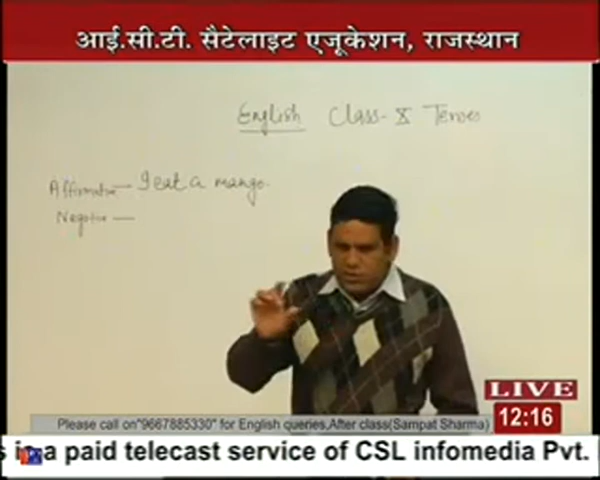 आई.सी.टी. सैटेलाइट एजूकेशन, राजस्थान
English Class-X Tenses
Affirmative – I eat a mango.
Negative –
LIVE
Please call on"9667885330" for English queries,After class(Sampat Sharma)
12:16
s in a paid telecast service of CSL infomedia Pvt.